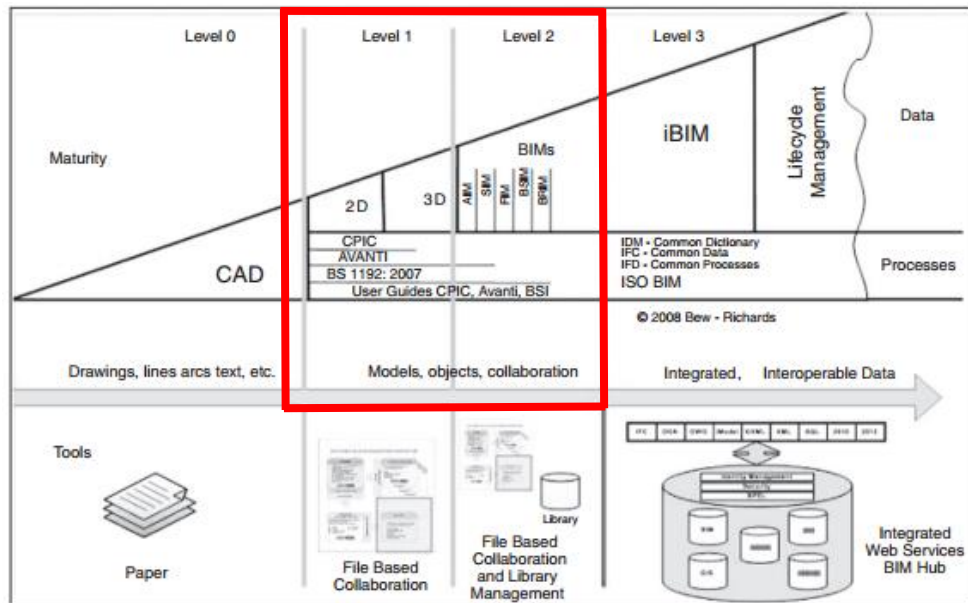 Level 0
Level 1
Level 2
Level 3
Maturity
CAD
2D
3D
BIMs
AIM
SIM
FIM
BSIM
BRIM
iBIM
Lifecycle
Management
Data
CPIC
AVANTI
BS 1192: 2007
User Guides CPIC, Avanti, BSI
IDM - Common Dictionary
IFC - Common Data
IFD - Common Processes
ISO BIM
Processes
© 2008 Bew - Richards
Drawings, lines arcs text, etc.
Models, objects, collaboration
Integrated, Interoperable Data
Tools
Paper
File Based
Collaboration
Library
File Based
Collaboration
and Library
Management
Integrated
Web Services
BIM Hub